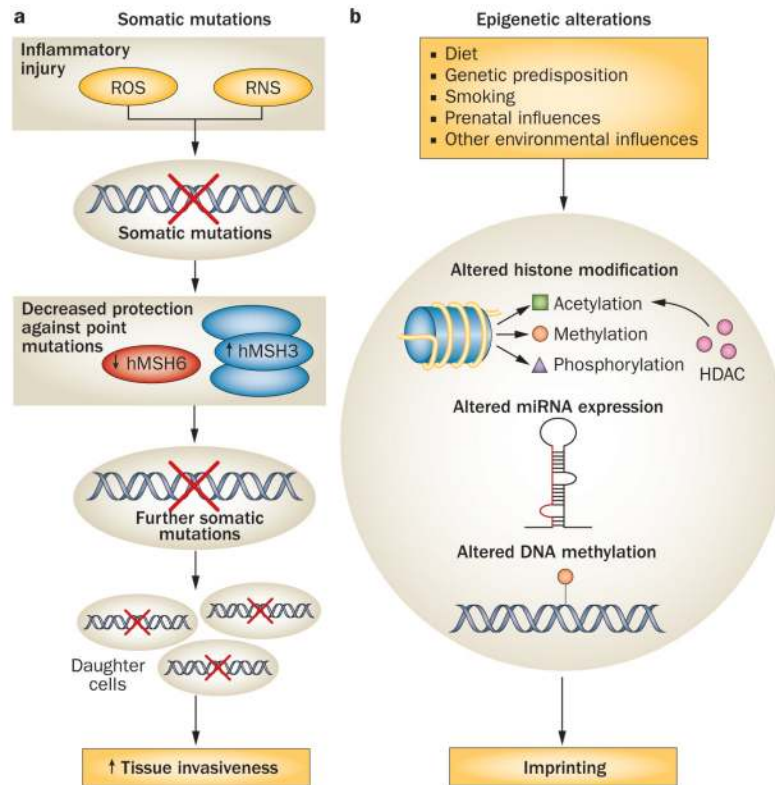 a
Somatic mutations
Inflammatory
injury
ROS
RNS
Somatic mutations
Decreased protection
against point
mutations
↓ hMSH6
↑ hMSH3
Further somatic
mutations
Daughter
cells
↑ Tissue invasiveness
b
Epigenetic alterations
▪ Diet
▪ Genetic predisposition
▪ Smoking
▪ Prenatal influences
▪ Other environmental influences
Altered histone modification
Acetylation
Methylation
Phosphorylation
HDAC
Altered miRNA expression
Altered DNA methylation
Imprinting